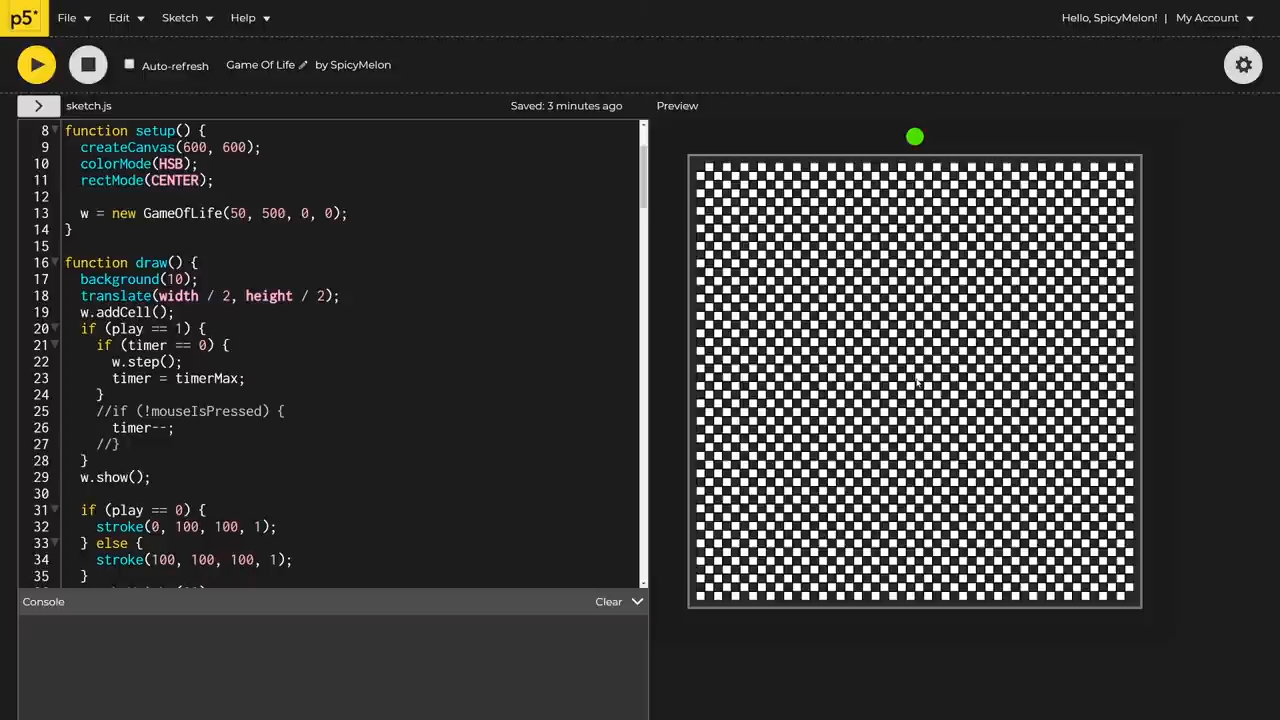 p5* File Edit Sketch Help Hello, SpicyMelon! | My Account
Auto-refresh Game Of Life by SpicyMelon
sketch.js Saved: 3 minutes ago Preview
8 function setup() {
9 createCanvas(600, 600);
10 colorMode(HSB);
11 rectMode(CENTER);
12
13 w = new GameOfLife(50, 500, 0, 0);
14 }
15
16 function draw() {
17 background(10);
18 translate(width / 2, height / 2);
19 w.addCell();
20 if (play == 1) {
21 if (timer == 0) {
22 w.step();
23 timer = timerMax;
24 }
25 //if (!mouseIsPressed) {
26 timer--;
27 //}
28 }
29 w.show();
30
31 if (play == 0) {
32 stroke(0, 100, 100, 1);
33 } else {
34 stroke(100, 100, 100, 1);
35 }
Console Clear